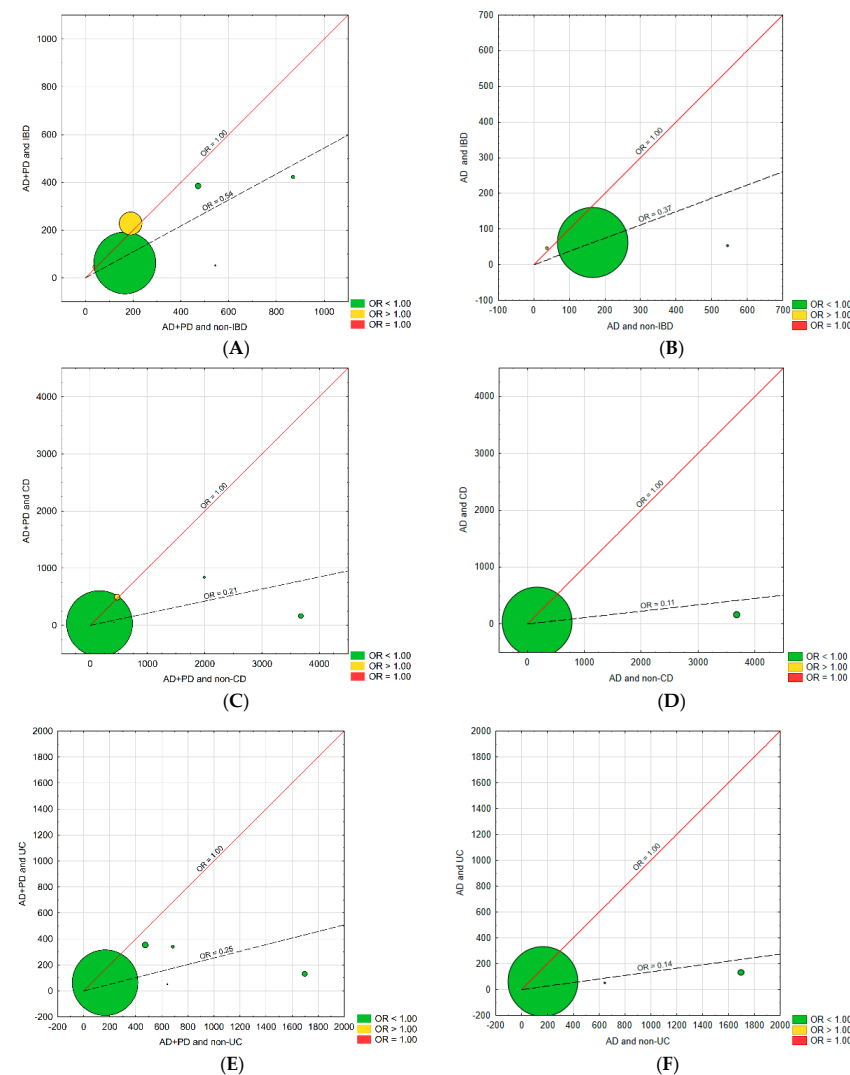 1000
800
600
400
200
0
AD+PD and IBD
OR = 1.00
OR = 0.54
0 200 400 600 800 1000
AD+PD and non-IBD
OR < 1.00
OR > 1.00
OR = 1.00
(A)
700
600
500
400
300
200
100
0
-100
AD and IBD
OR = 1.00
OR = 0.37
-100 0 100 200 300 400 500 600 700
AD and non-IBD
OR < 1.00
OR > 1.00
OR = 1.00
(B)
4000
3000
2000
1000
0
AD+PD and CD
OR = 1.00
OR = 0.21
0 1000 2000 3000 4000
AD+PD and non-CD
OR < 1.00
OR > 1.00
OR = 1.00
(C)
4000
3000
2000
1000
0
AD and CD
OR = 1.00
OR = 0.11
0 1000 2000 3000 4000
AD and non-CD
OR < 1.00
OR > 1.00
OR = 1.00
(D)
2000
1800
1600
1400
1200
1000
800
600
400
200
0
-200
AD+PD and UC
OR = 1.00
OR = 0.25
-200 0 200 400 600 800 1000 1200 1400 1600 1800 2000
AD+PD and non-UC
OR < 1.00
OR > 1.00
OR = 1.00
(E)
2000
1800
1600
1400
1200
1000
800
600
400
200
0
-200
AD and UC
OR = 1.00
OR = 0.14
-200 0 200 400 600 800 1000 1200 1400 1600 1800 2000
AD and non-UC
OR < 1.00
OR > 1.00
OR = 1.00
(F)